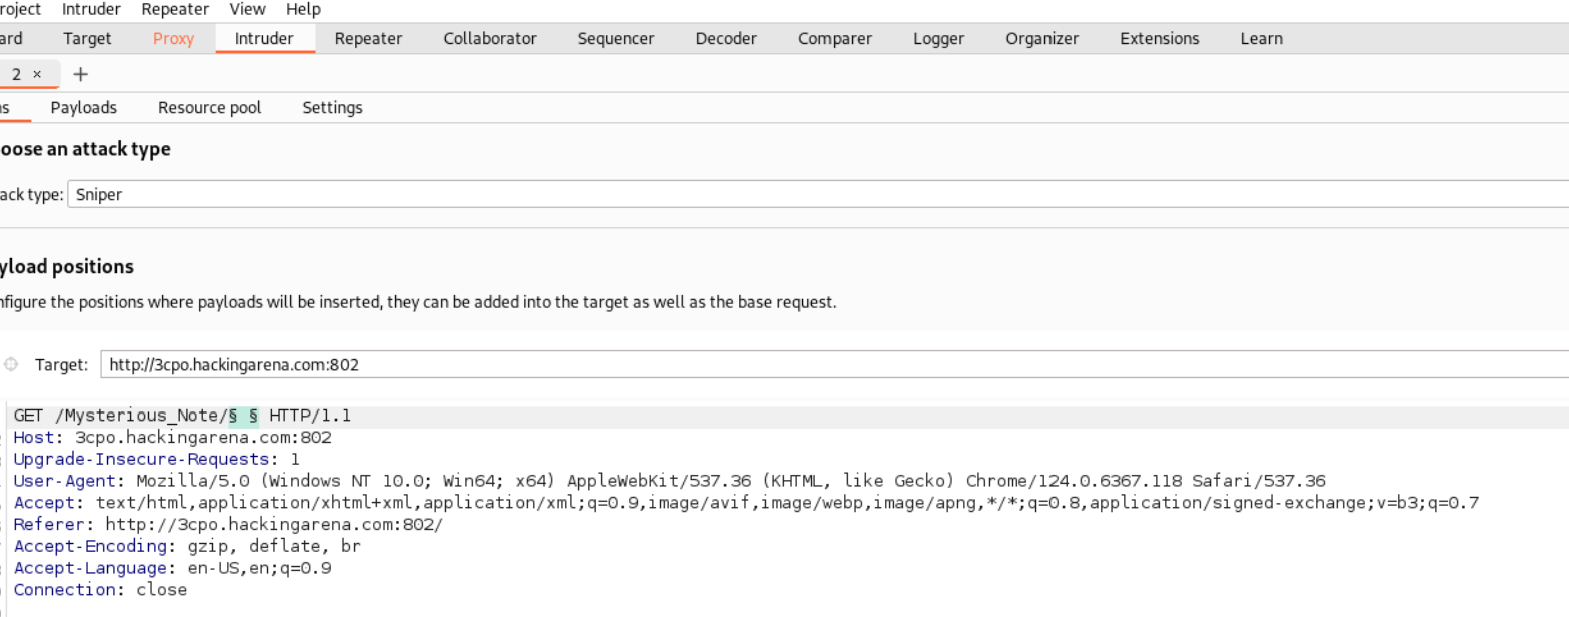 roject Intruder Repeater View Help
ard Target Proxy Intruder Repeater Collaborator Sequencer Decoder Comparer Logger Organizer Extensions Learn
2 × +
ns Payloads Resource pool Settings
oose an attack type
ack type: Sniper
yload positions
nfigure the positions where payloads will be inserted, they can be added into the target as well as the base request.
Target: http://3cpo.hackingarena.com:802
GET /Mysterious_Note/§ § HTTP/1.1
Host: 3cpo.hackingarena.com:802
Upgrade-Insecure-Requests: 1
User-Agent: Mozilla/5.0 (Windows NT 10.0; Win64; x64) AppleWebKit/537.36 (KHTML, like Gecko) Chrome/124.0.6367.118 Safari/537.36
Accept: text/html,application/xhtml+xml,application/xml;q=0.9,image/avif,image/webp,image/apng,*/*;q=0.8,application/signed-exchange;v=b3;q=0.7
Referer: http://3cpo.hackingarena.com:802/
Accept-Encoding: gzip, deflate, br
Accept-Language: en-US,en;q=0.9
Connection: close